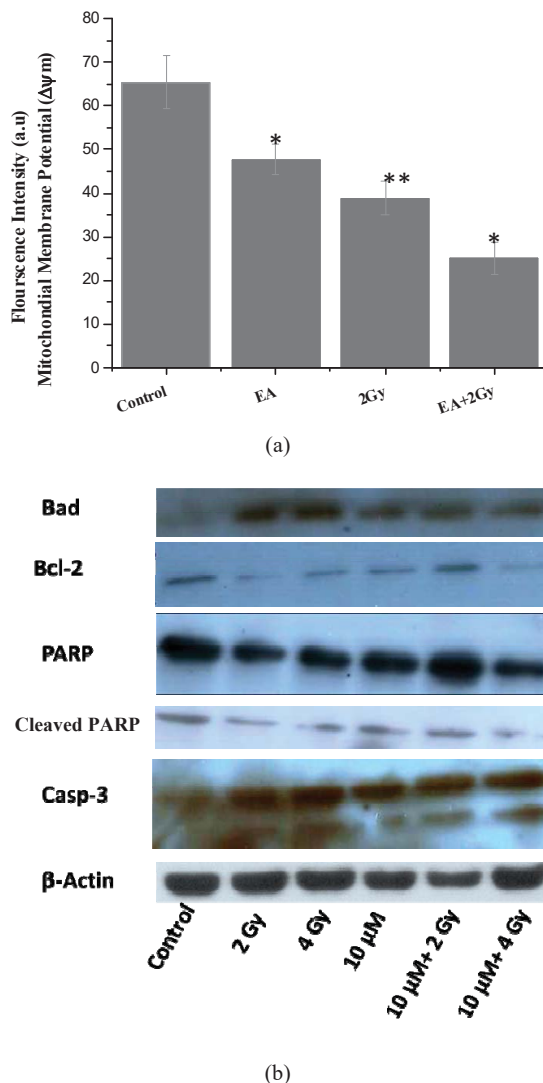 80
70
60
50
40
30
20
10
0
Flourscence Intensity (a.u)
Mitochondial Membrane Potential (Δψm)
*
**
*
Control
EA
2Gy
EA+2Gy
(a)
Bad
Bcl-2
PARP
Cleaved PARP
Casp-3
β-Actin
Control
2 Gy
4 Gy
10 μM
10 μM+ 2 Gy
10 μM+ 4 Gy
(b)